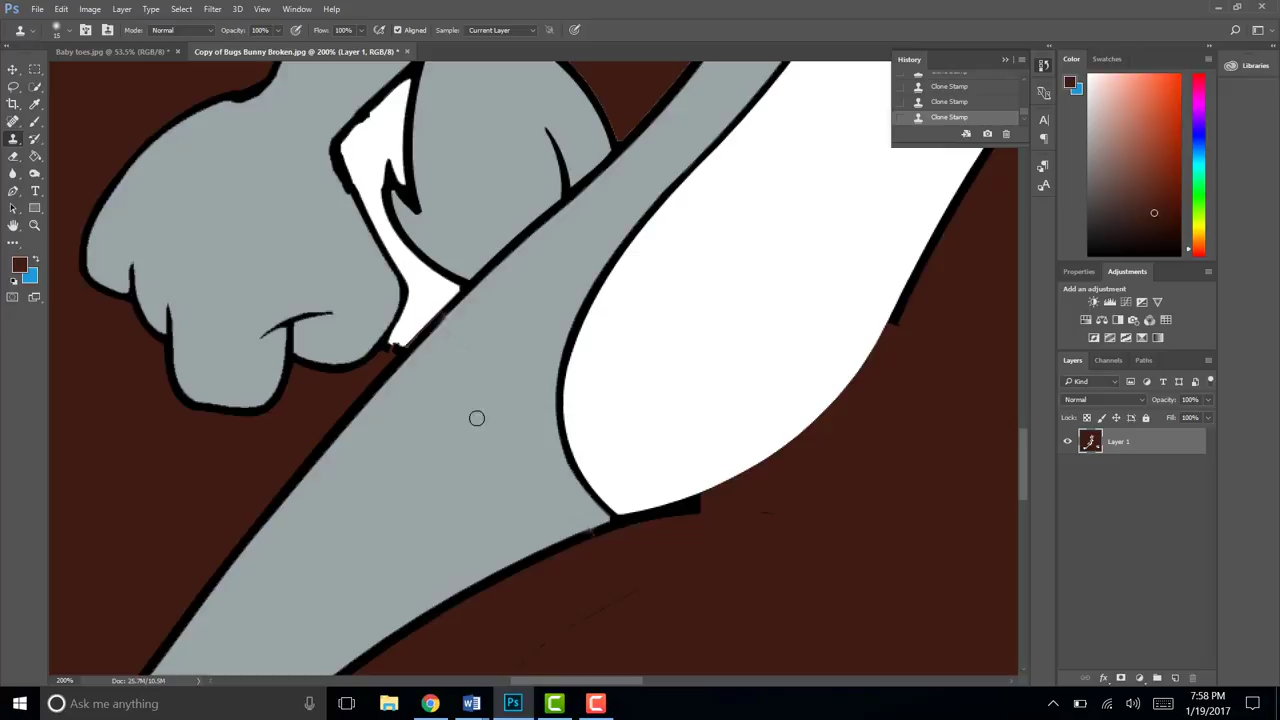 Ps File Edit Image Layer Type Select Filter 3D View Window Help
15 Mode: Normal Opacity: 100% Flow: 100% Aligned Sample: Current Layer
Baby toes.jpg @ 53.5% (RGB/8) * × Copy of Bugs Bunny Broken.jpg @ 200% (Layer 1, RGB/8) * ×
History
Clone Stamp
Clone Stamp
Clone Stamp
Color Swatches
Libraries
Properties Adjustments
Add an adjustment
Layers Channels Paths
Kind
Normal Opacity: 100%
Lock: Fill: 100%
Layer 1
200% Doc: 25.7M/10.5M
Ask me anything
7:58 PM
1/19/2017